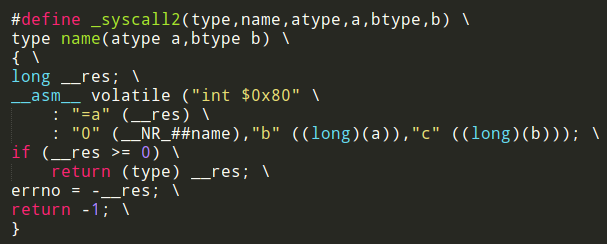 #define _syscall2(type,name,atype,a,btype,b) \
type name(atype a,btype b) \
{ \
long __res; \
__asm__ volatile ("int $0x80" \
    : "=a" (__res) \
    : "0" (__NR_##name),"b" ((long)(a)),"c" ((long)(b))); \
if (__res >= 0) \
    return (type) __res; \
errno = -__res; \
return -1; \
}